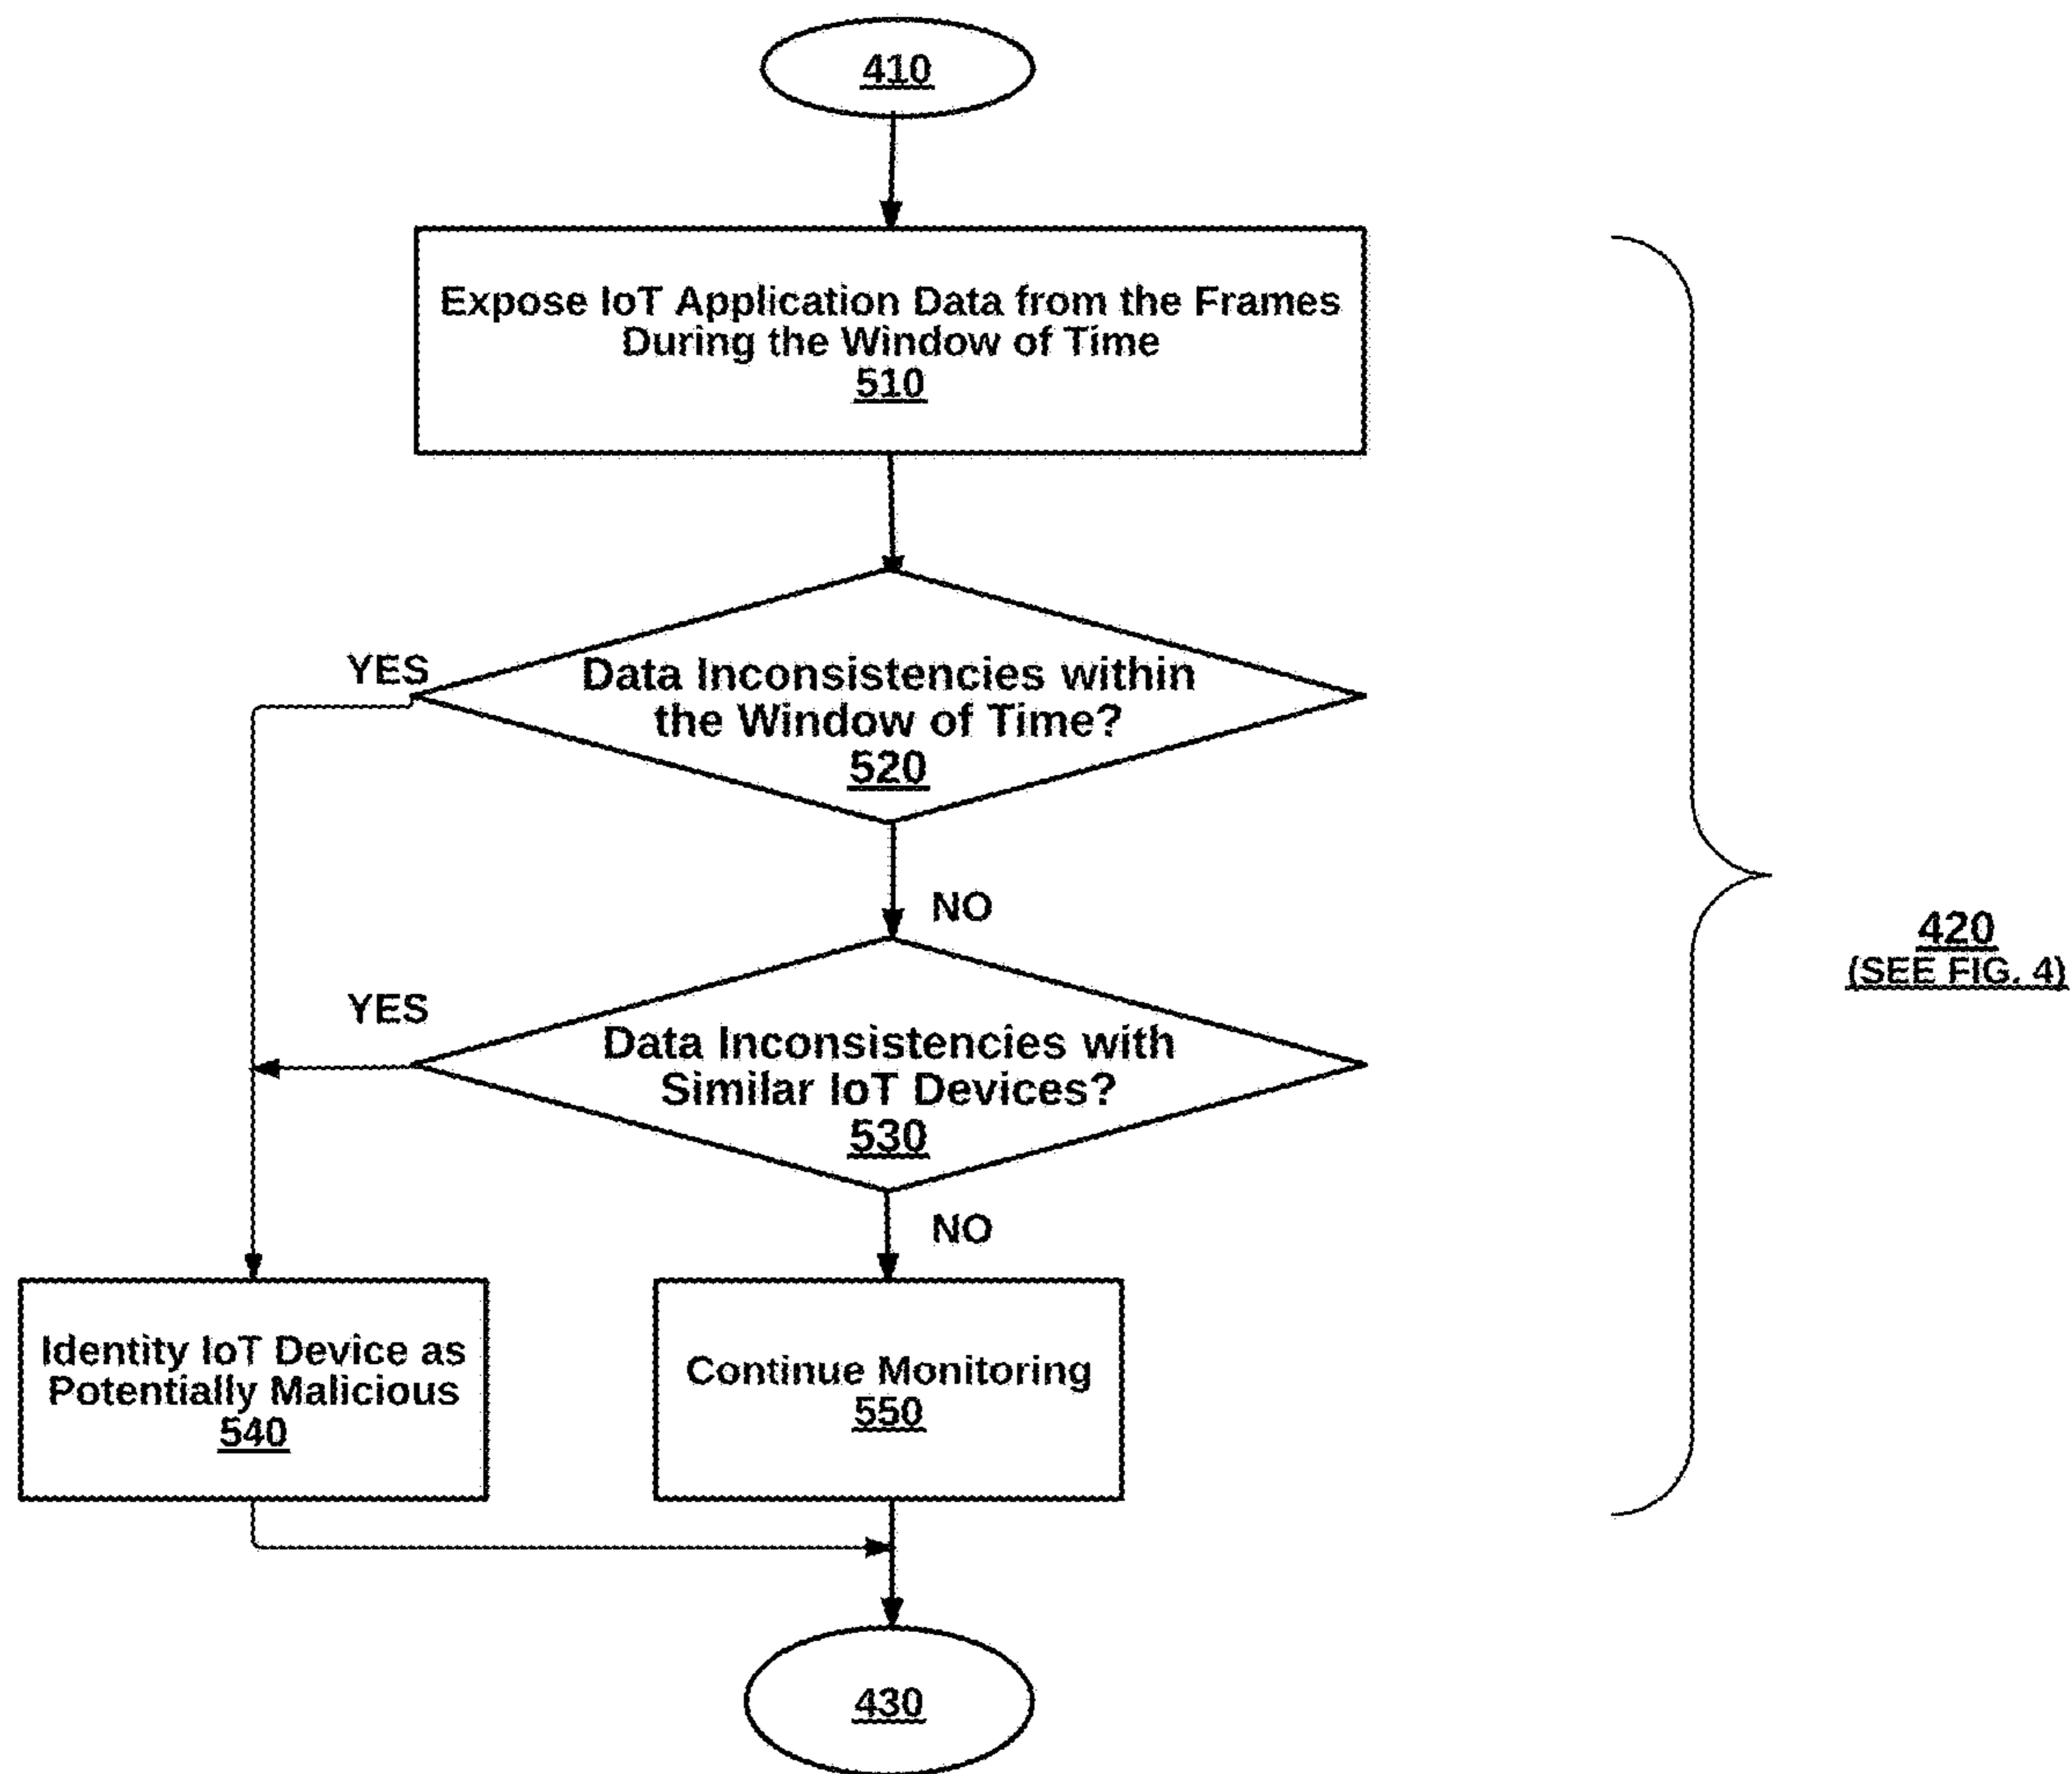 410
Expose IoT Application Data from the Frames
During the Window of Time
510
YES
Data Inconsistencies within
the Window of Time?
520
NO
YES
Data Inconsistencies with
Similar IoT Devices?
530
NO
Identity IoT Device as
Potentially Malicious
540
Continue Monitoring
550
430
420
(SEE FIG. 4)